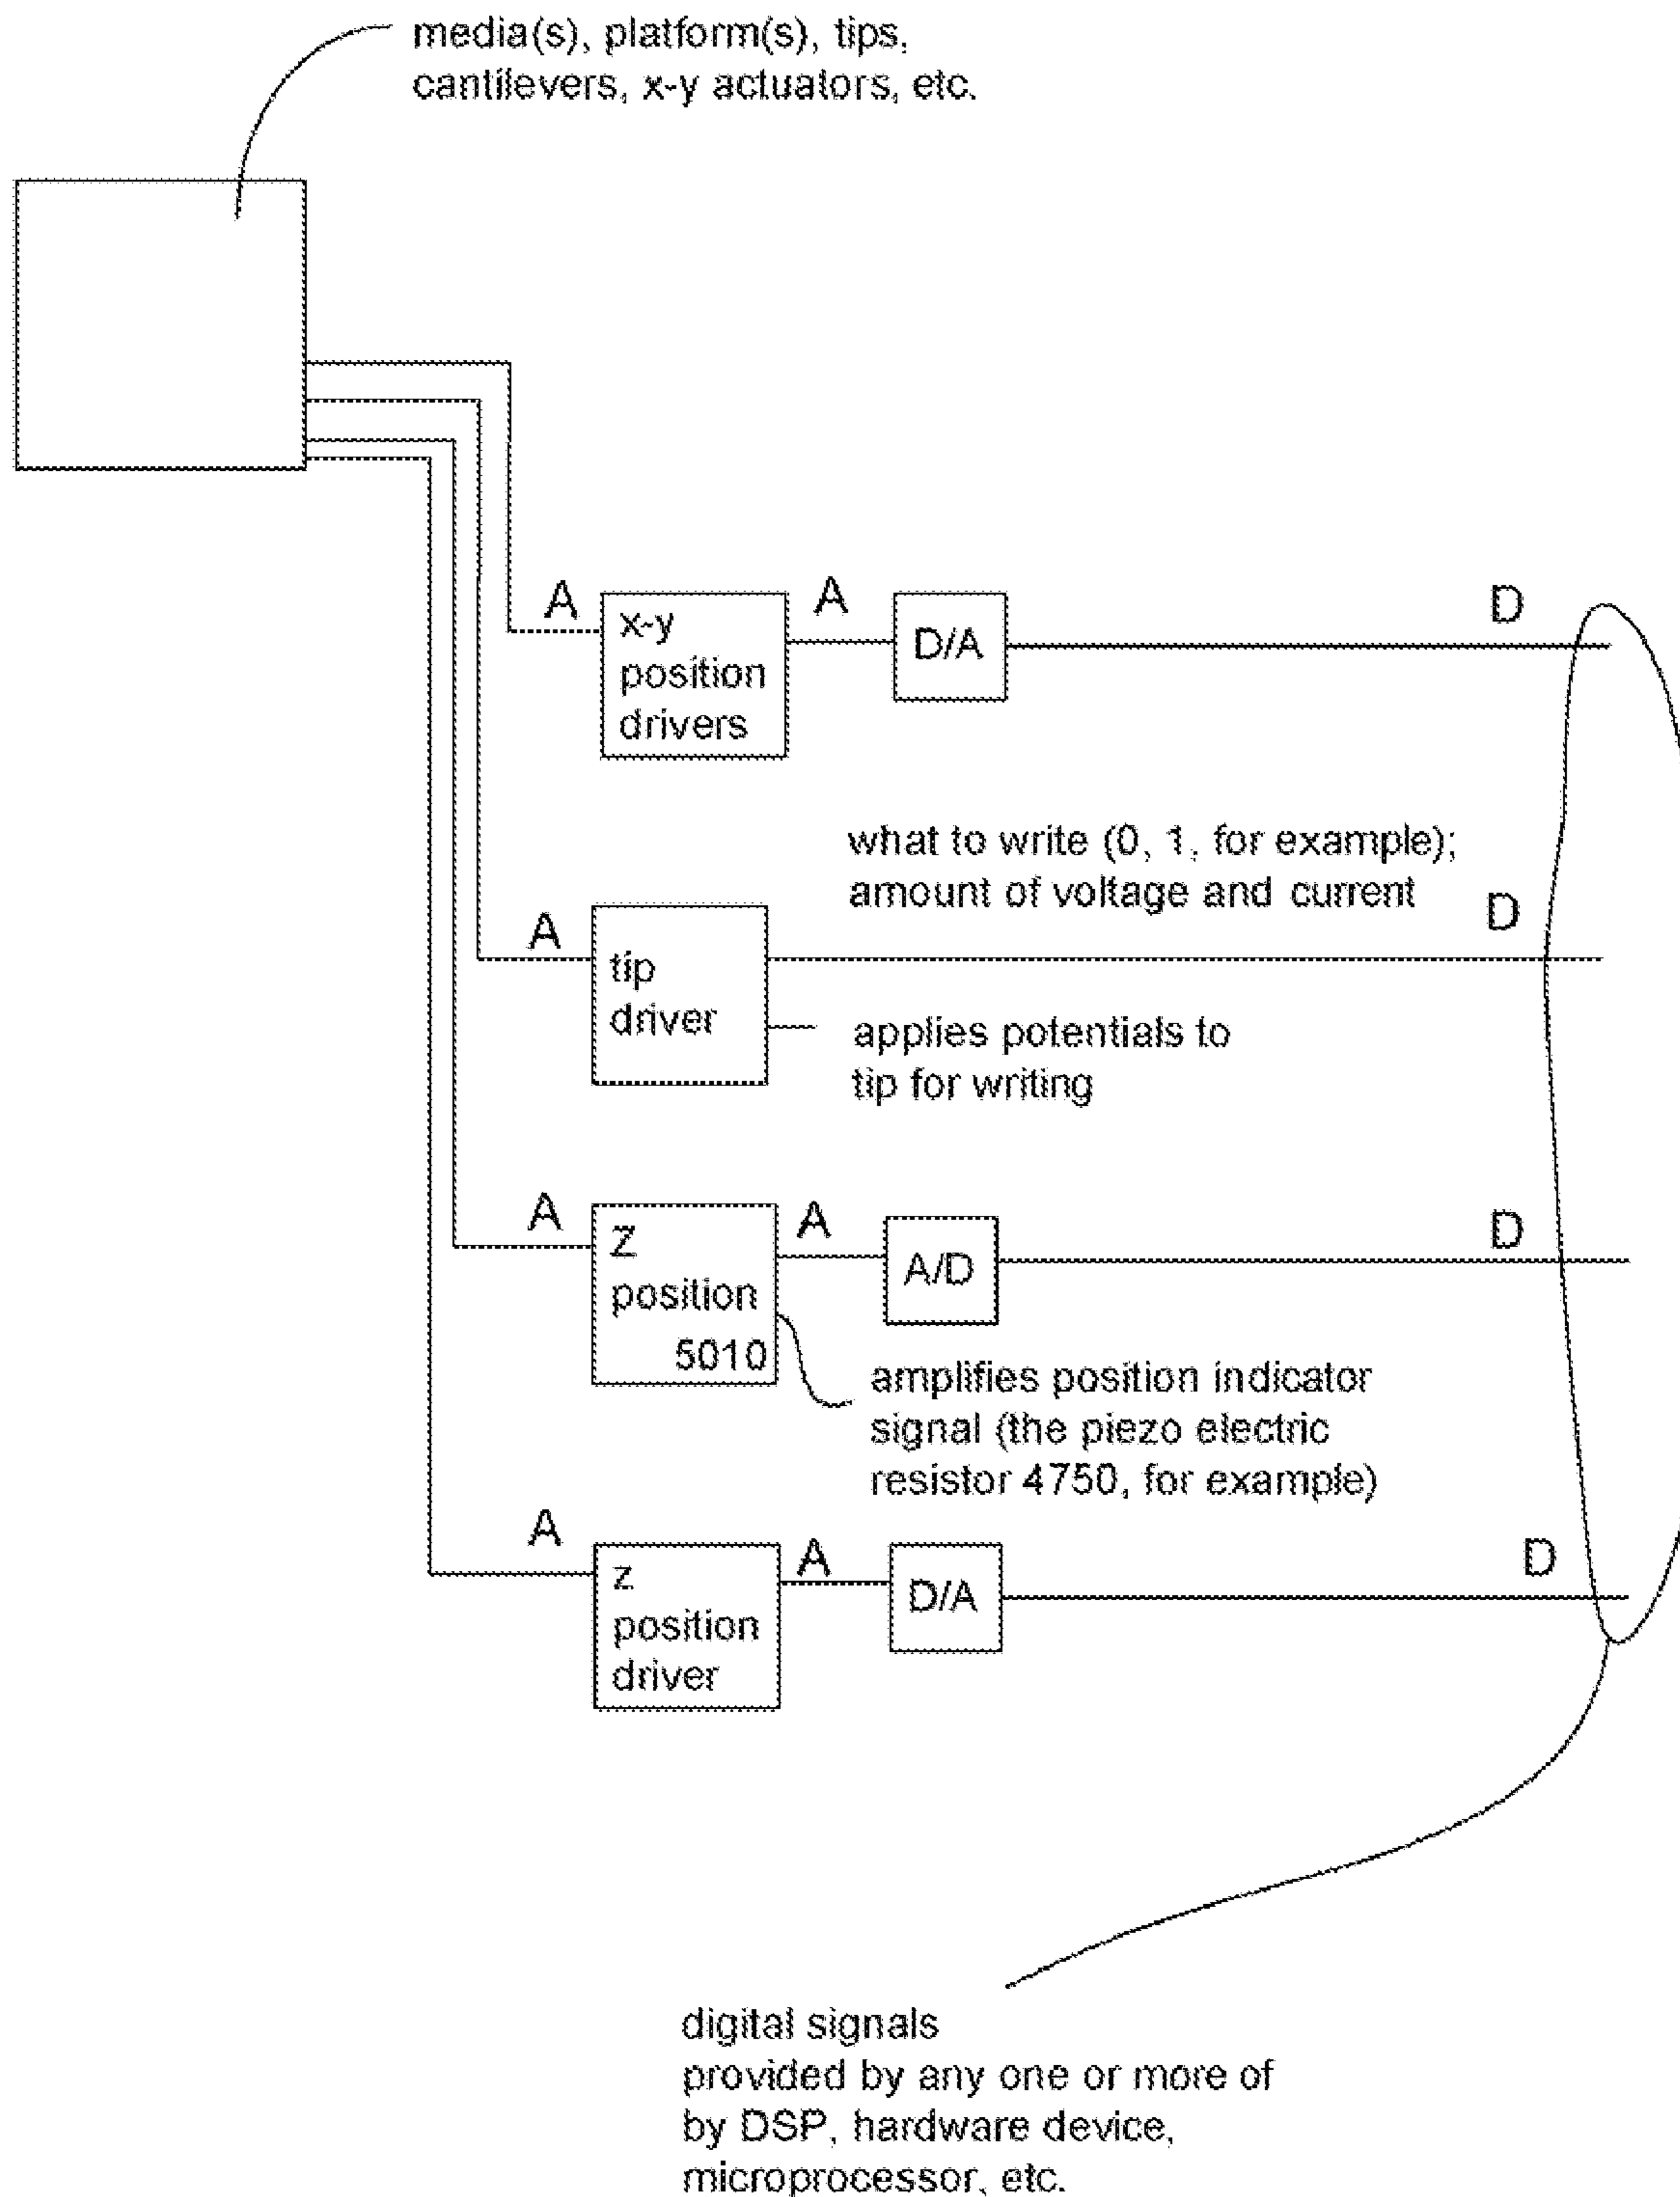 media(s), platform(s), tips,
cantilevers, x-y actuators, etc.
A
x-y
position
drivers
A
D/A
D
what to write (0, 1, for example);
amount of voltage and current
A
tip
driver
D
applies potentials to
tip for writing
A
z
position
5010
A
A/D
D
amplifies position indicator
signal (the piezo electric
resistor 4750, for example)
A
z
position
driver
A
D/A
D
digital signals
provided by any one or more of
by DSP, hardware device,
microprocessor, etc.